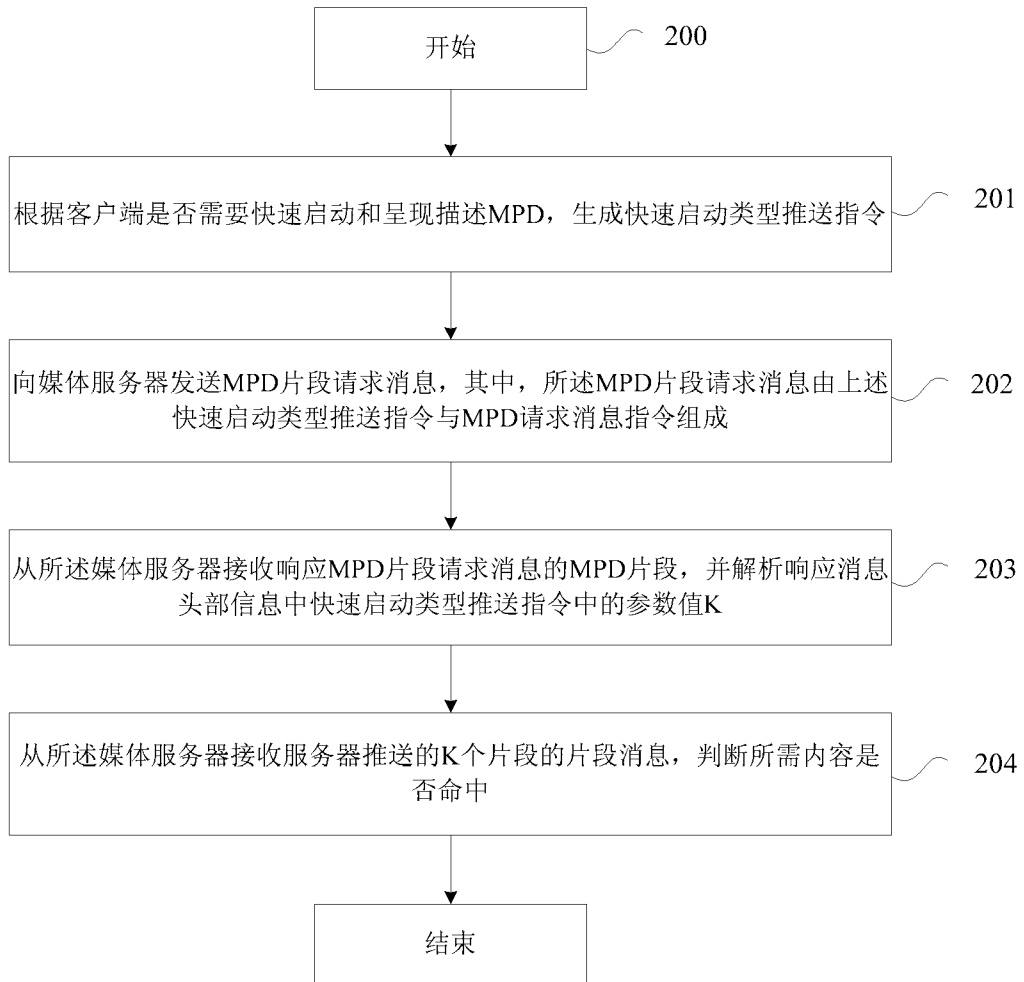 开始
200
根据客户端是否需要快速启动和呈现描述MPD，生成快速启动类型推送指令
201
向媒体服务器发送MPD片段请求消息，其中，所述MPD片段请求消息由上述
快速启动类型推送指令与MPD请求消息指令组成
202
从所述媒体服务器接收响应MPD片段请求消息的MPD片段，并解析响应消息
头部信息中快速启动类型推送指令中的参数值K
203
从所述媒体服务器接收服务器推送的K个片段的片段消息，判断所需内容是
否命中
204
结束